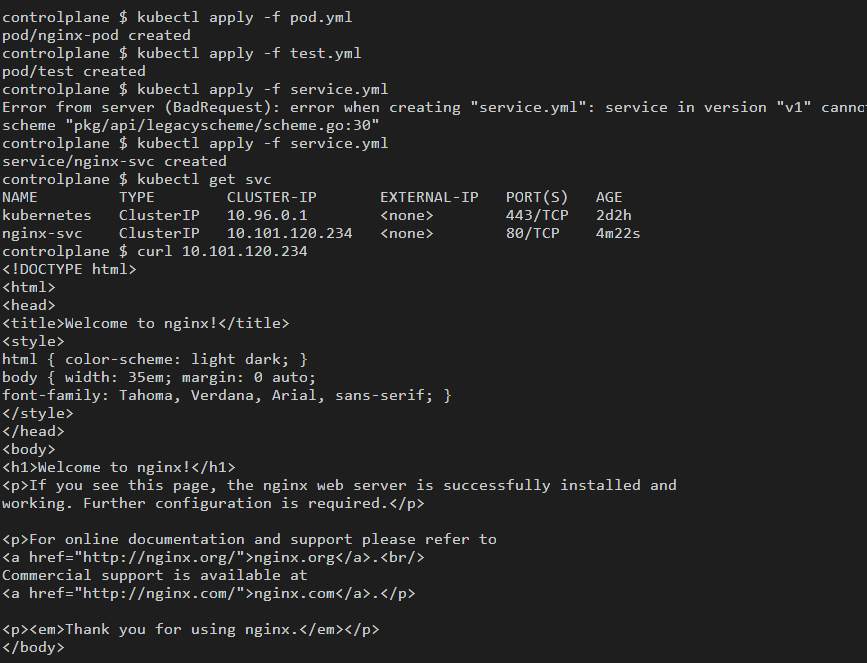 controlplane $ kubectl apply -f pod.yml
pod/nginx-pod created
controlplane $ kubectl apply -f test.yml
pod/test created
controlplane $ kubectl apply -f service.yml
Error from server (BadRequest): error when creating "service.yml": service in version "v1" canno
scheme "pkg/api/legacyscheme/scheme.go:30"
controlplane $ kubectl apply -f service.yml
service/nginx-svc created
controlplane $ kubectl get svc
NAME         TYPE        CLUSTER-IP       EXTERNAL-IP   PORT(S)   AGE
kubernetes   ClusterIP   10.96.0.1        <none>        443/TCP   2d2h
nginx-svc    ClusterIP   10.101.120.234   <none>        80/TCP    4m22s
controlplane $ curl 10.101.120.234
<!DOCTYPE html>
<html>
<head>
<title>Welcome to nginx!</title>
<style>
html { color-scheme: light dark; }
body { width: 35em; margin: 0 auto;
font-family: Tahoma, Verdana, Arial, sans-serif; }
</style>
</head>
<body>
<h1>Welcome to nginx!</h1>
<p>If you see this page, the nginx web server is successfully installed and
working. Further configuration is required.</p>

<p>For online documentation and support please refer to
<a href="http://nginx.org/">nginx.org</a>.<br/>
Commercial support is available at
<a href="http://nginx.com/">nginx.com</a>.</p>

<p><em>Thank you for using nginx.</em></p>
</body>